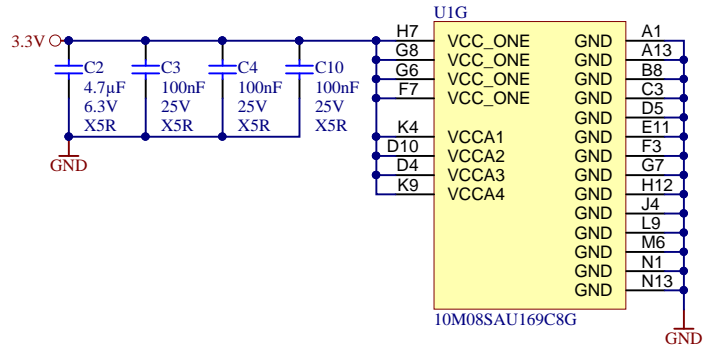 U1G
3.3V
C2
4.7µF
6.3V
X5R
C3
100nF
25V
X5R
C4
100nF
25V
X5R
C10
100nF
25V
X5R
GND
H7 VCC_ONE GND A1
G8 VCC_ONE GND A13
G6 VCC_ONE GND B8
F7 VCC_ONE GND C3
GND D5
K4 VCCA1 GND E11
D10 VCCA2 GND F3
D4 VCCA3 GND G7
K9 VCCA4 GND H12
GND J4
GND L9
GND M6
GND N1
GND N13
10M08SAU169C8G
GND